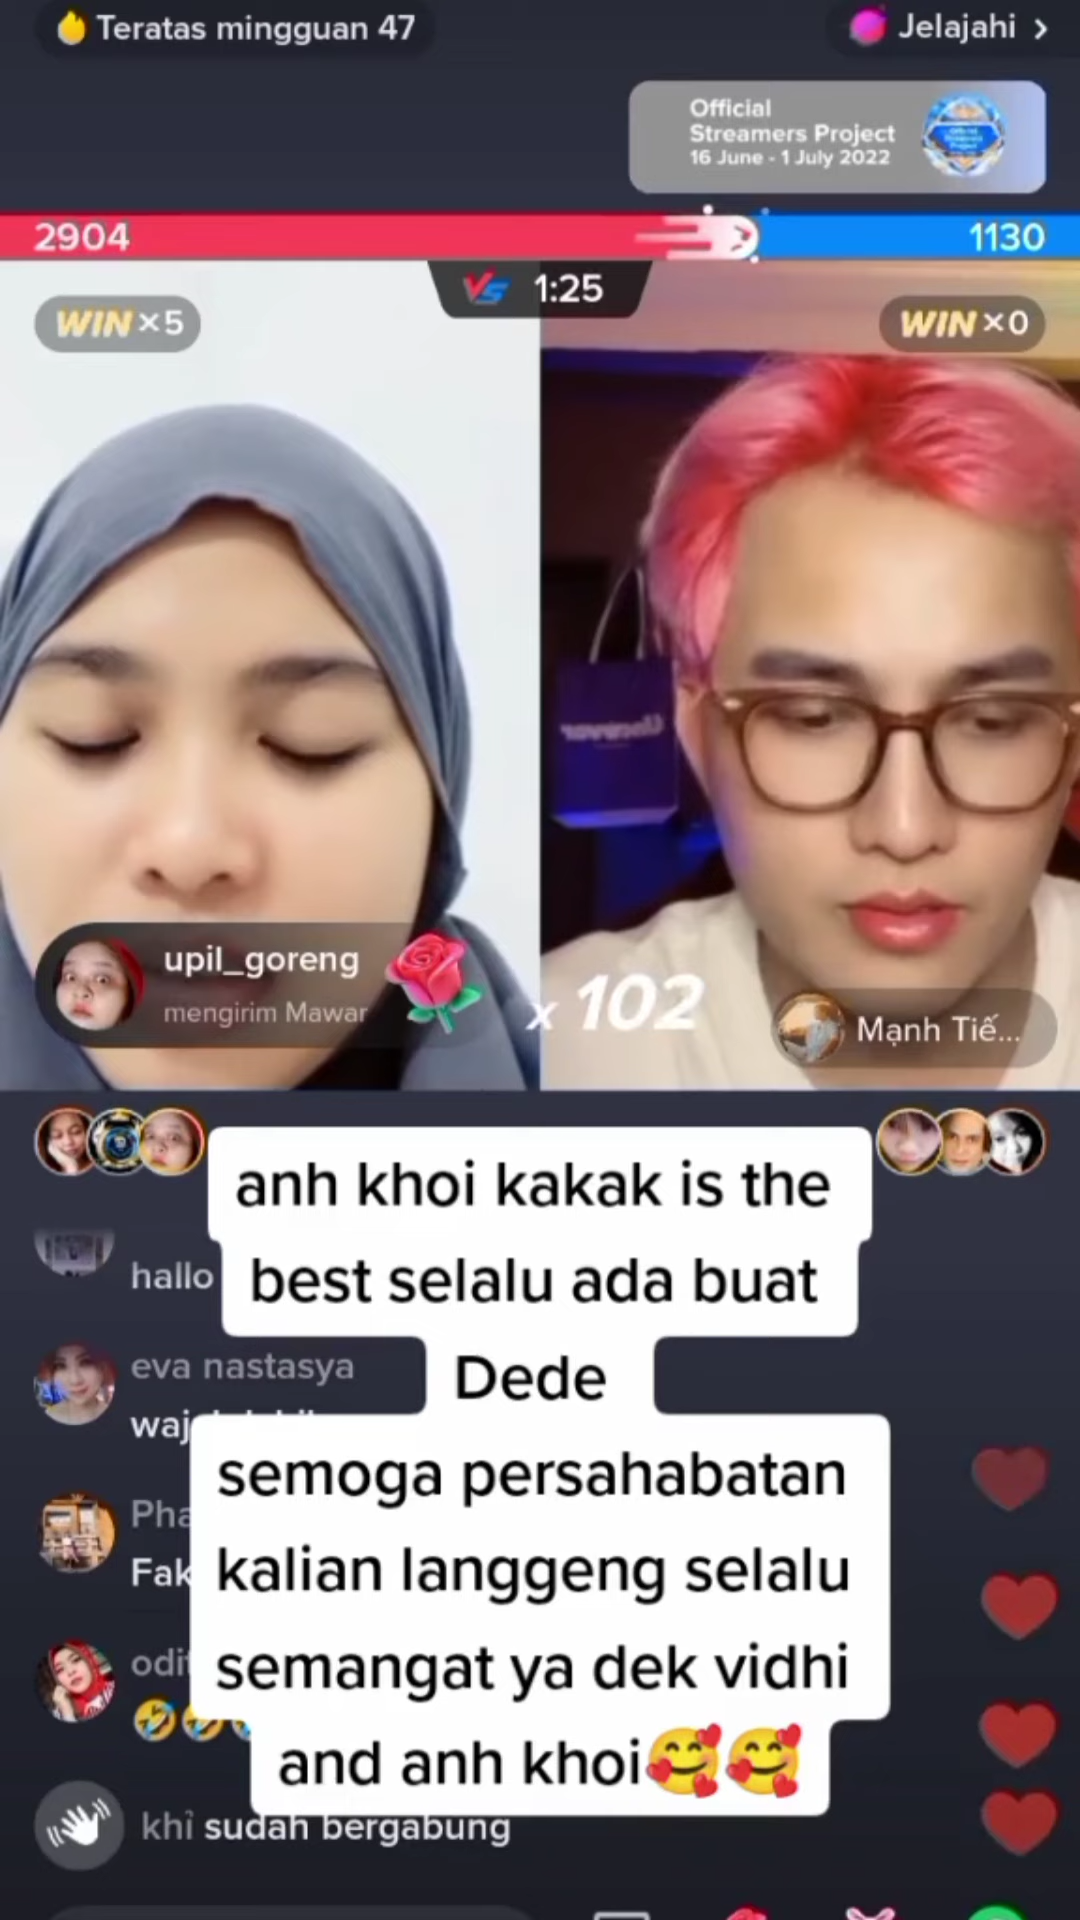 Teratas mingguan 47
Jelajahi
Official
Streamers Project
16 June - 1 July 2022
2904
1130
VS 1:25
WIN ×5
WIN ×0
upil_goreng
mengirim Mawar
x 102
Mạnh Tiế...
anh khoi kakak is the
best selalu ada buat
Dede
semoga persahabatan
kalian langgeng selalu
semangat ya dek vidhi
and anh khoi🥰🥰
hallo
eva nastasya
khỉ sudah bergabung